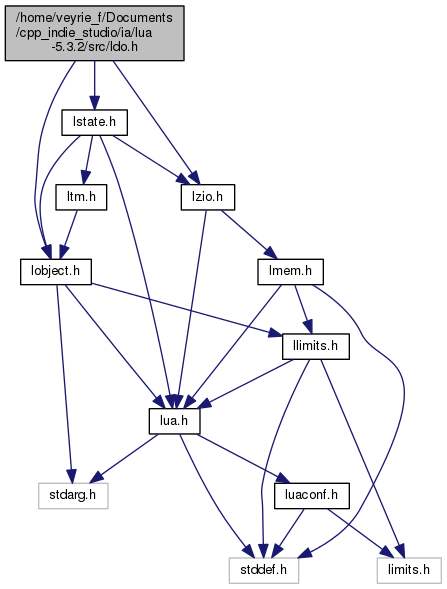 /home/veyrie_f/Documents
/cpp_indie_studio/ia/lua
-5.3.2/src/ldo.h
lstate.h
ltm.h
lzio.h
lobject.h
lmem.h
llimits.h
lua.h
stdarg.h
luaconf.h
stddef.h
limits.h